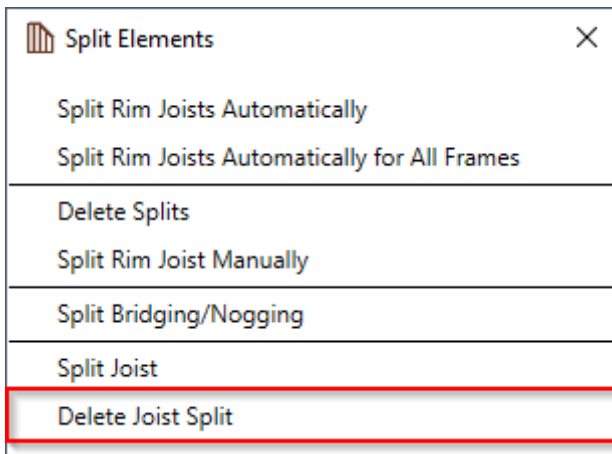 Split Elements
Split Rim Joists Automatically
Split Rim Joists Automatically for All Frames
Delete Splits
Split Rim Joist Manually
Split Bridging/Nogging
Split Joist
Delete Joist Split